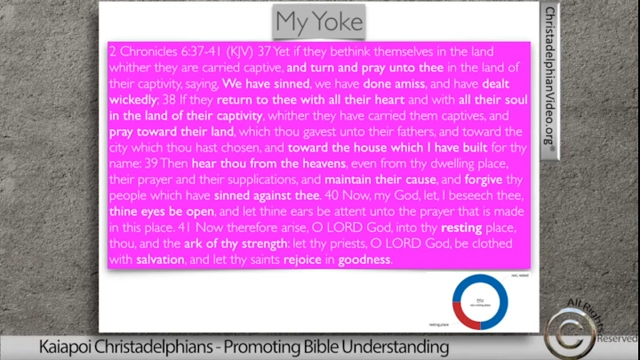 My Yoke
2 Chronicles 6:37-41 (KJV) 37 Yet if they bethink themselves in the land
whither they are carried captive, and turn and pray unto thee in the land of
their captivity, saying, We have sinned, we have done amiss, and have dealt
wickedly; 38 If they return to thee with all their heart and with all their soul
in the land of their captivity, whither they have carried them captives, and
pray toward their land, which thou gavest unto their fathers, and toward the
city which thou hast chosen, and toward the house which I have built for thy
name: 39 Then hear thou from the heavens, even from thy dwelling place,
their prayer and their supplications, and maintain their cause, and forgive thy
people which have sinned against thee. 40 Now, my God, let, I beseech thee,
thine eyes be open, and let thine ears be attent unto the prayer that is made
in this place. 41 Now therefore arise, O LORD God, into thy resting place,
thou, and the ark of thy strength: let thy priests, O LORD God, be clothed
with salvation, and let thy saints rejoice in goodness.
ChristadelphianVideo.org
resting place
All Rights
Reserved
Kaiapoi Christadelphians - Promoting Bible Understanding